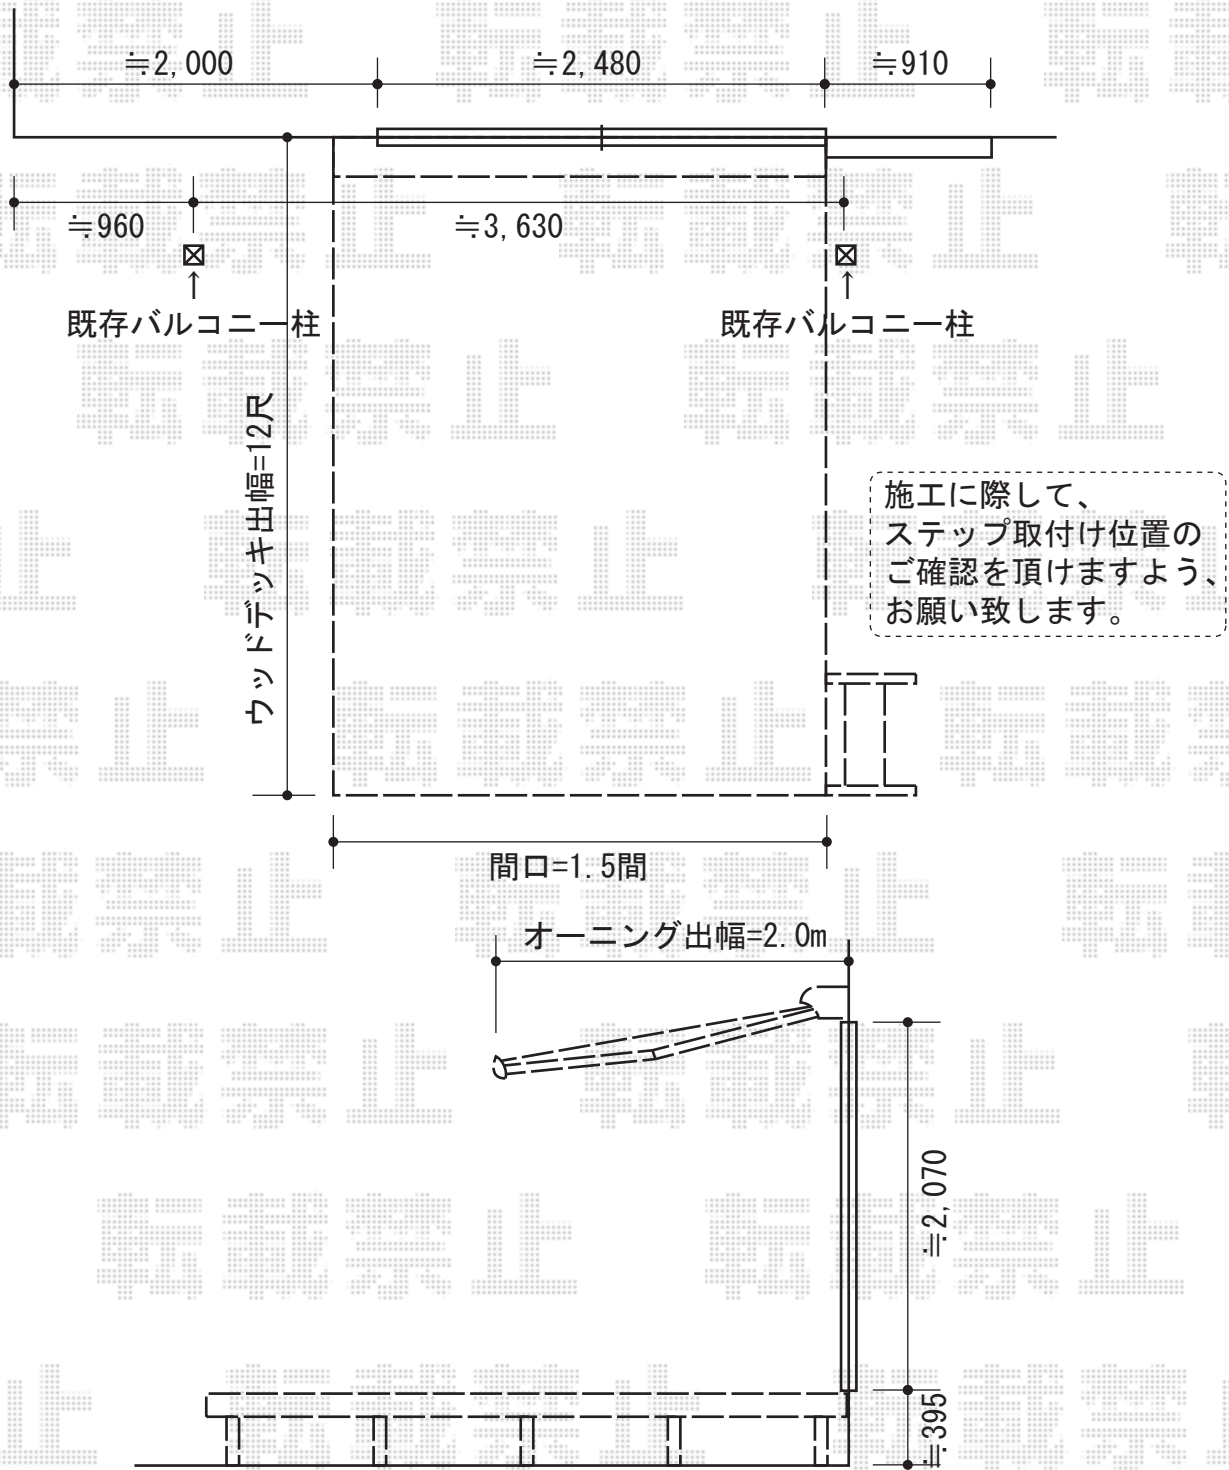 ≒2,000
≒2,480
≒910
≒960
≒3,630
既存バルコニー柱
既存バルコニー柱
ウッドデッキ出幅=12尺
施工に際して、
ステップ取付け位置の
ご確認を頂けますよう、
お願い致します。
間口=1.5間
オーニング出幅=2.0m
≒2,070
≒395
転載禁止